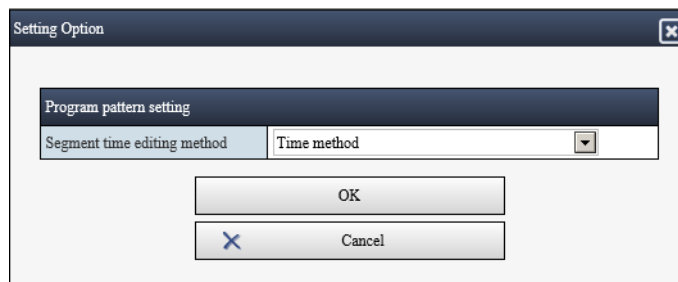 Setting Option
Program pattern setting
Segment time editing method Time method
OK
Cancel